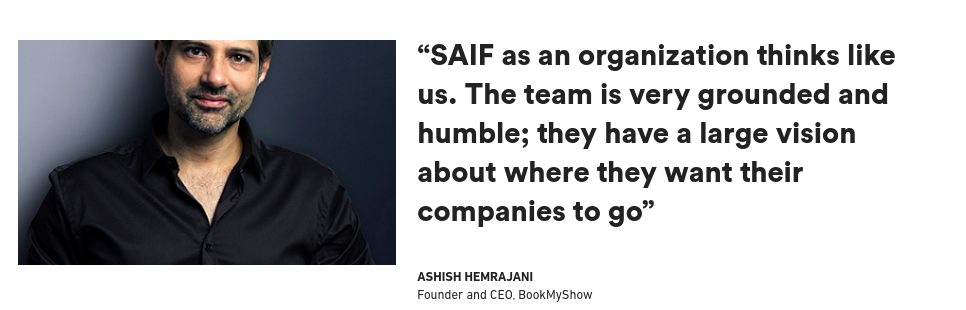 “SAIF as an organization thinks like
us. The team is very grounded and
humble; they have a large vision
about where they want their
companies to go”
ASHISH HEMRAJANI
Founder and CEO, BookMyShow